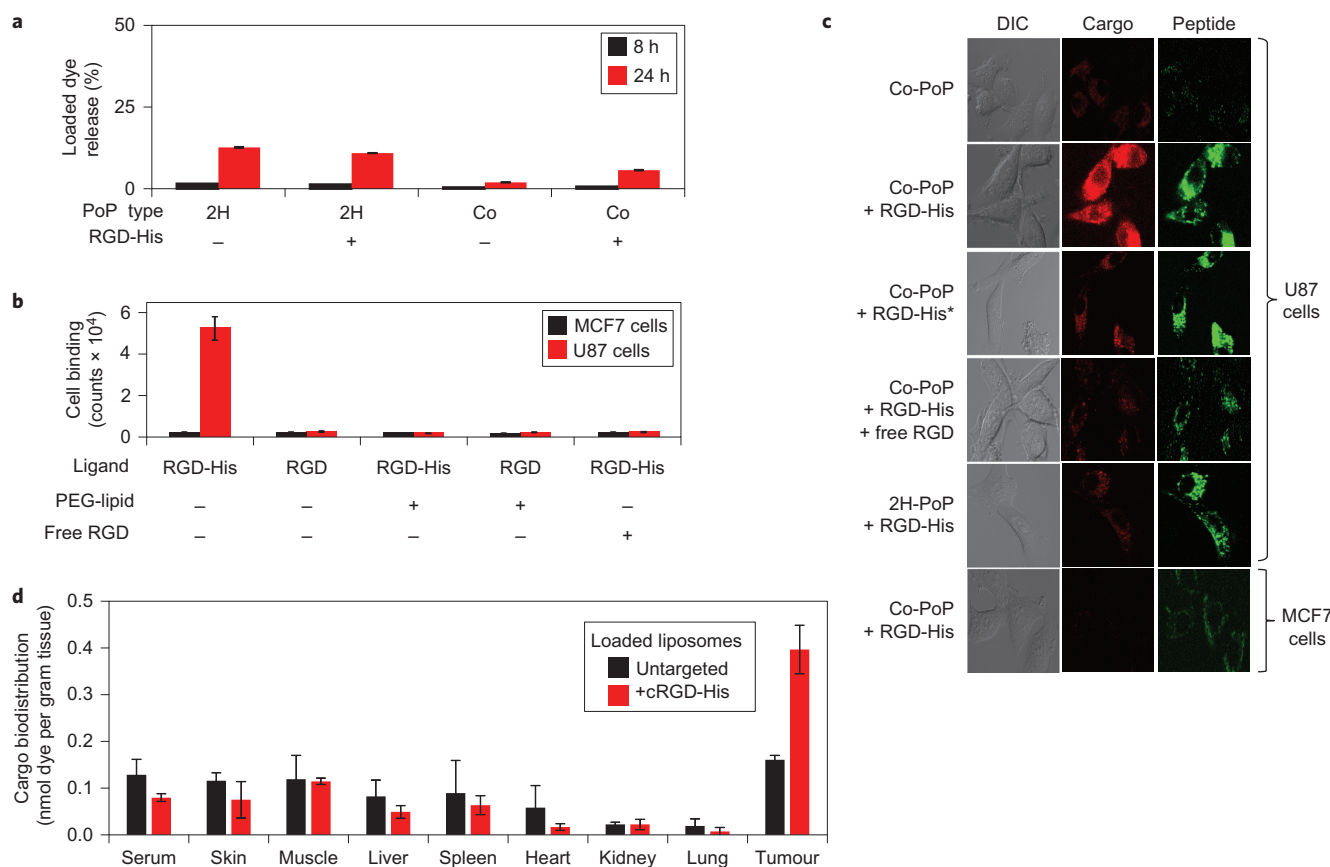 a
50
25
0
Loaded dye
release (%)
8 h
24 h
PoP type 2H 2H Co Co
RGD-His – + – +
b
6
4
2
0
Cell binding
(counts × 10⁴)
MCF7 cells
U87 cells
Ligand RGD-His RGD RGD-His RGD RGD-His
PEG-lipid – – + + –
Free RGD – – – – +
c
DIC Cargo Peptide
Co-PoP
Co-PoP
+ RGD-His
Co-PoP
+ RGD-His*
Co-PoP
+ RGD-His
+ free RGD
2H-PoP
+ RGD-His
Co-PoP
+ RGD-His
U87
cells
MCF7
cells
d
0.5
0.4
0.3
0.2
0.1
0.0
Cargo biodistribution
(nmol dye per gram tissue)
Loaded liposomes
Untargeted
+cRGD-His
Serum Skin Muscle Liver Spleen Heart Kidney Lung Tumour